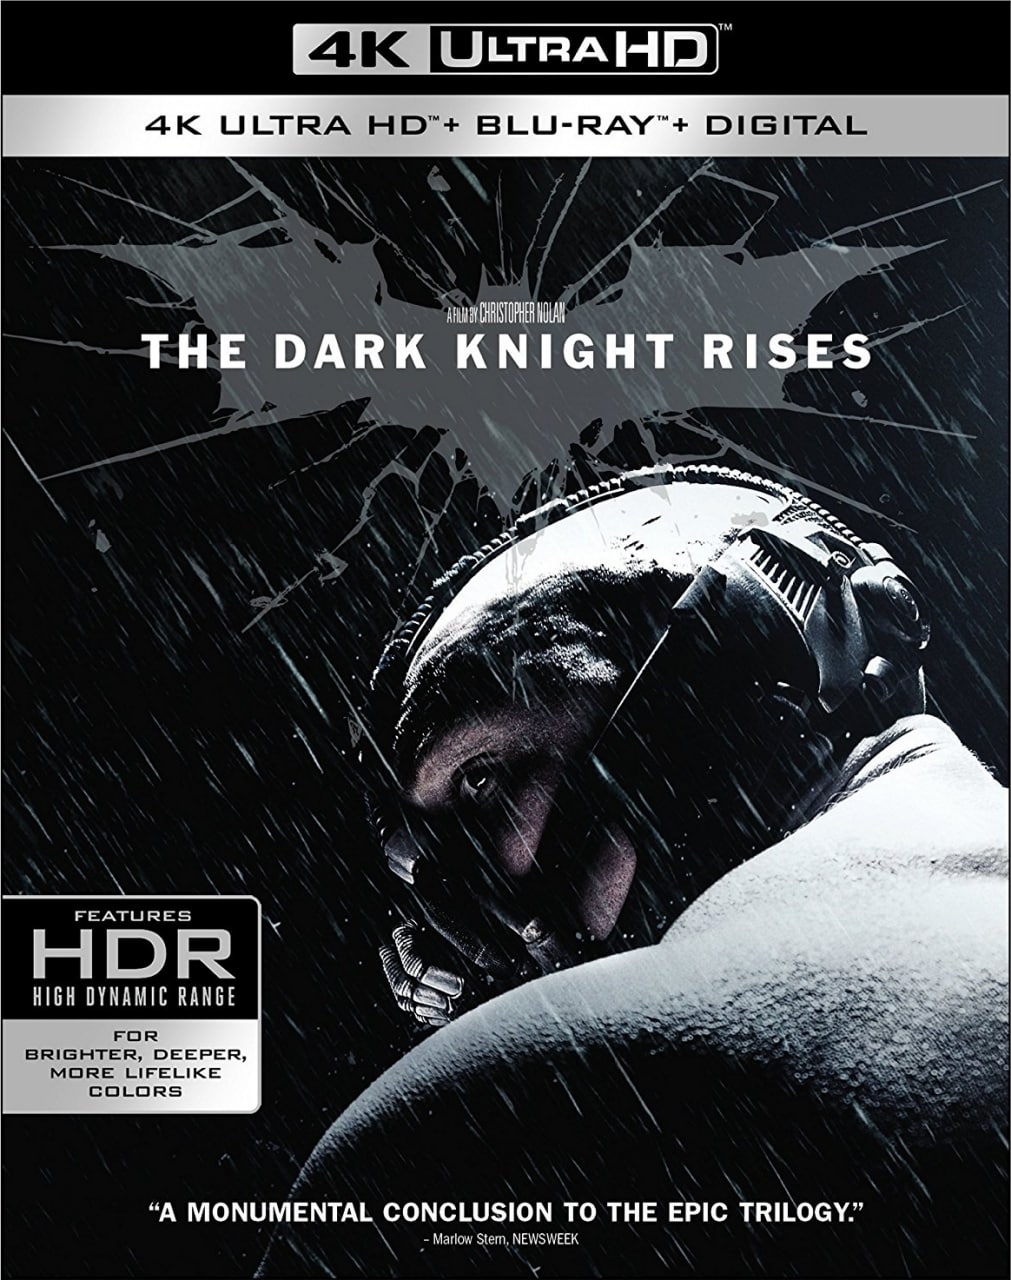 4K ULTRA HD™
4K ULTRA HD™ + BLU-RAY™ + DIGITAL
A FILM BY CHRISTOPHER NOLAN
THE DARK KNIGHT RISES
FEATURES
HDR
HIGH DYNAMIC RANGE
FOR
BRIGHTER, DEEPER,
MORE LIFELIKE
COLORS
“A MONUMENTAL CONCLUSION TO THE EPIC TRILOGY.”
– Marlow Stern, NEWSWEEK